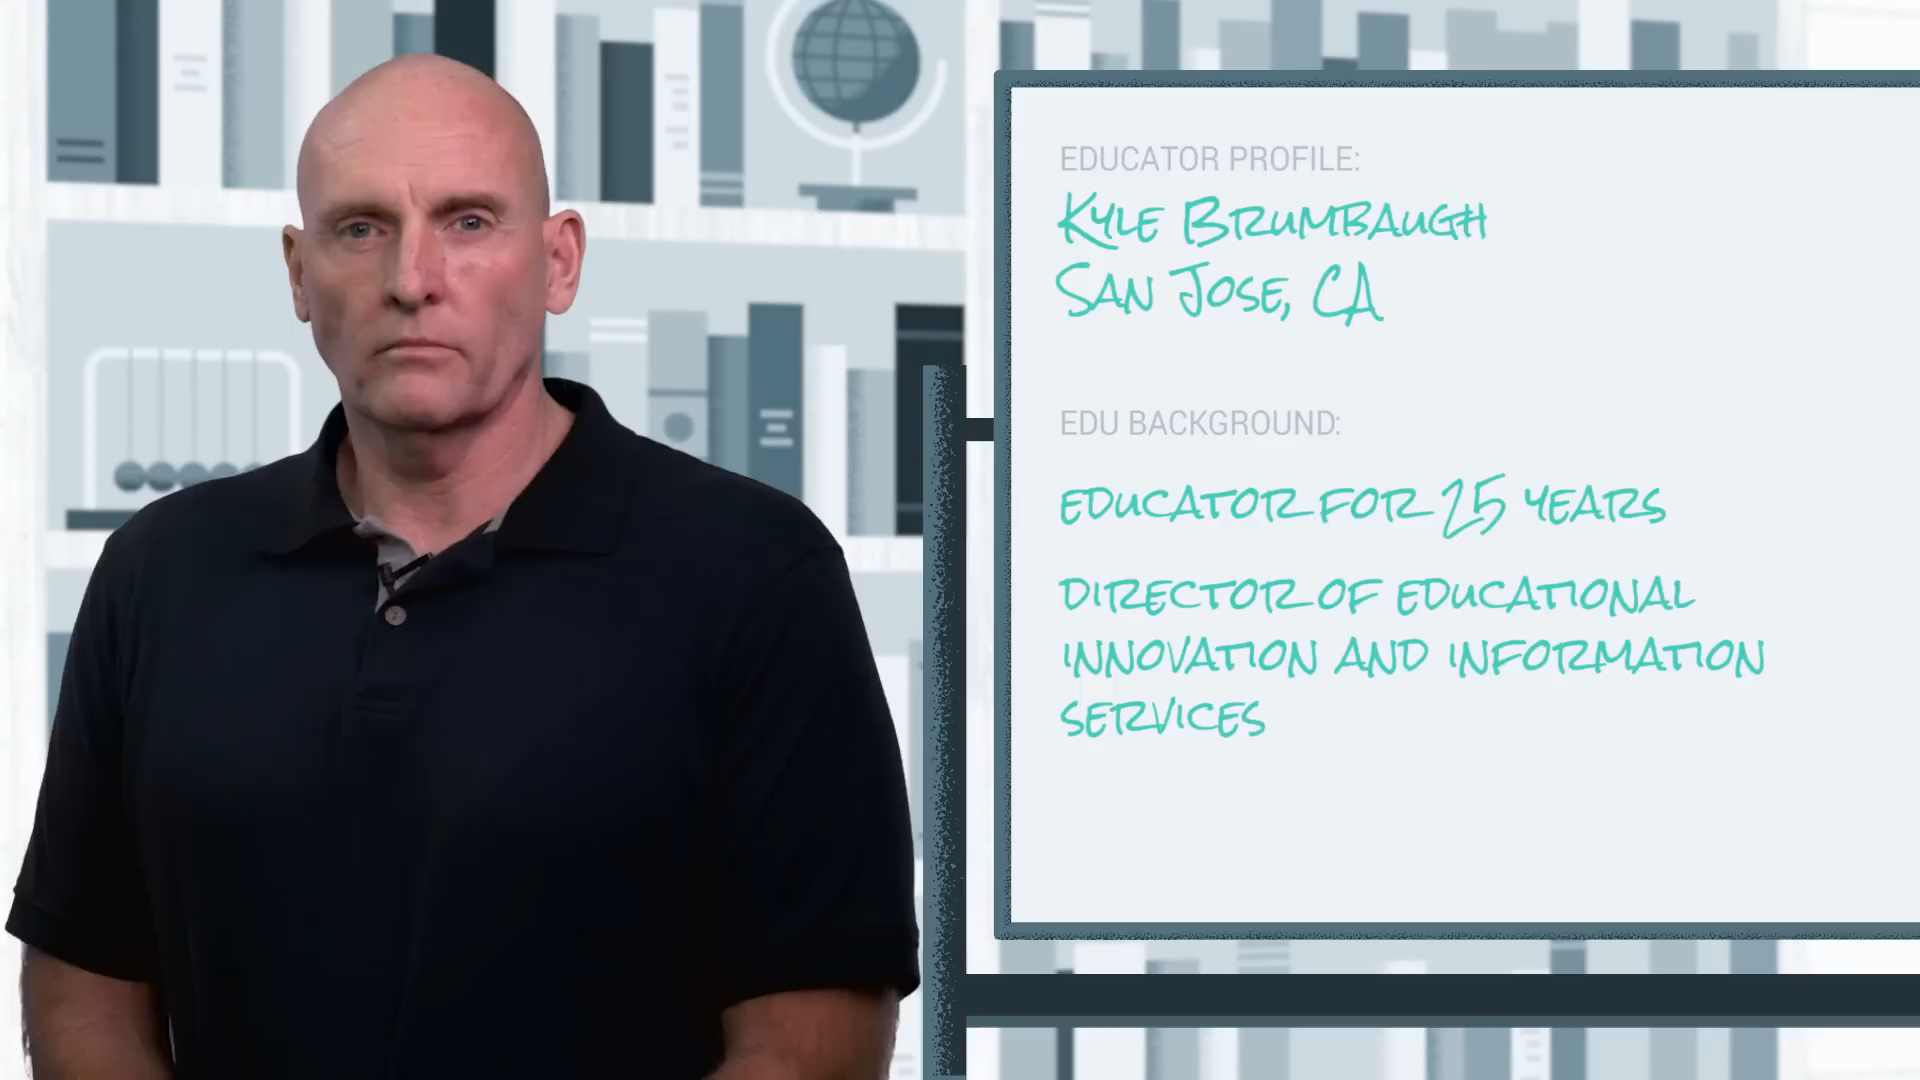 EDUCATOR PROFILE:
KYLE BRUMBAUGH
SAN JOSE, CA
EDU BACKGROUND:
EDUCATOR FOR 25 YEARS
DIRECTOR OF EDUCATIONAL
INNOVATION AND INFORMATION
SERVICES